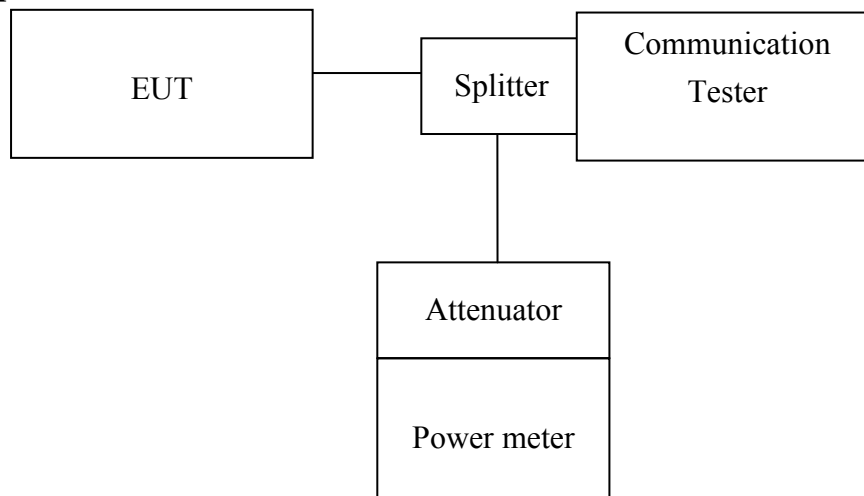 EUT
Splitter
Communication
Tester
Attenuator
Power meter